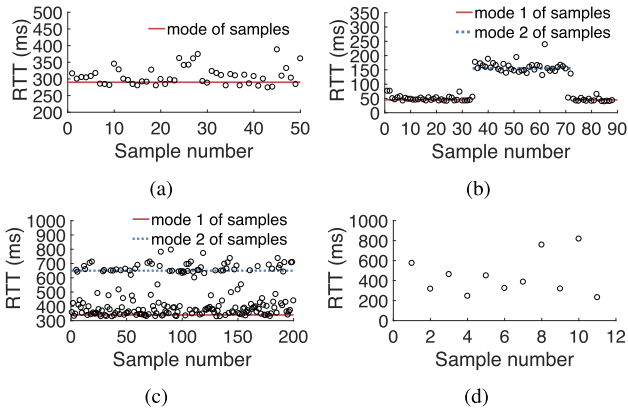 500
450
400
350
300
250
200
RTT (ms)
mode of samples
0 10 20 30 40 50
Sample number
(a)
350
300
250
200
150
100
50
0
RTT (ms)
mode 1 of samples
mode 2 of samples
0 10 20 30 40 50 60 70 80 90
Sample number
(b)
1000
900
800
700
600
500
400
300
RTT (ms)
mode 1 of samples
mode 2 of samples
0 50 100 150 200
Sample number
(c)
1000
800
600
400
200
0
RTT (ms)
0 2 4 6 8 10 12
Sample number
(d)